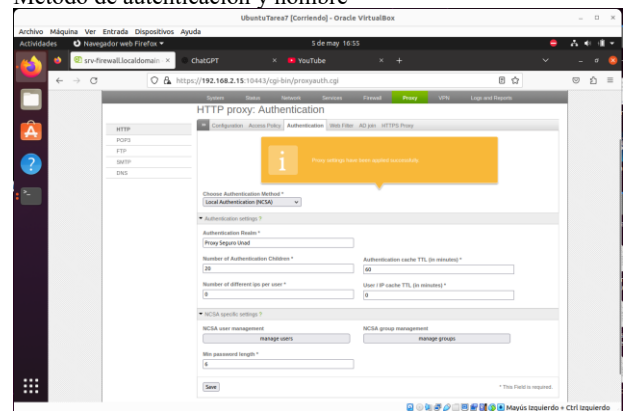 Método de autenticación y nombre
UbuntuTarea7 [Corriendo] - Oracle VirtualBox
Archivo Máquina Ver Entrada Dispositivos Ayuda
Actividades Navegador web Firefox 5 de may 16:55
srv-firewall.localdomain × ChatGPT × YouTube × +
https://192.168.2.15:10443/cgi-bin/proxyauth.cgi
System Status Network Services Firewall Proxy VPN Logs and Reports
HTTP proxy: Authentication
HTTP
POP3
FTP
SMTP
DNS
Configuration Access Policy Authentication Web Filter AD join HTTPS Proxy
Proxy settings have been applied successfully.
Choose Authentication Method *
Local Authentication (NCSA)
Authentication settings ?
Authentication Realm *
Proxy Seguro Unad
Number of Authentication Children * Authentication cache TTL (in minutes) *
20 60
Number of different ips per user * User / IP cache TTL (in minutes) *
0 0
NCSA specific settings ?
NCSA user management NCSA group management
manage users manage groups
Min password length *
6
Save * This Field is required.
Mayús Izquierdo + Ctrl Izquierdo